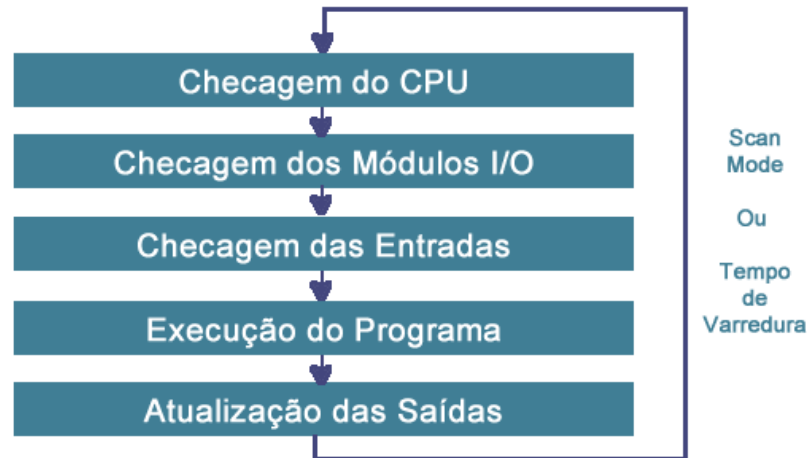 Checagem do CPU
Checagem dos Módulos I/O
Checagem das Entradas
Execução do Programa
Atualização das Saídas
Scan
Mode
Ou
Tempo
de
Varredura